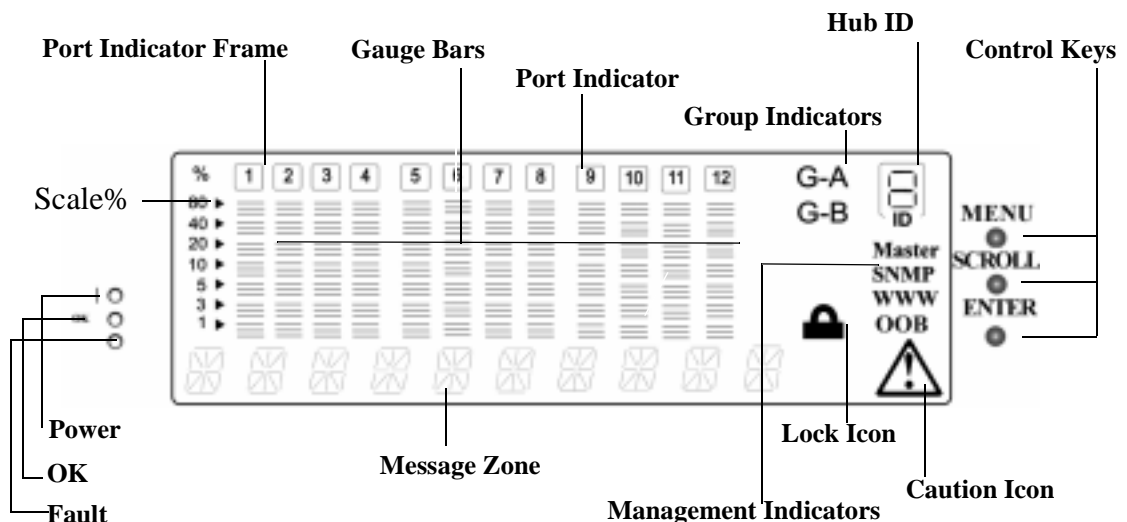 Hub ID
Port Indicator Frame Gauge Bars Control Keys
Port Indicator
Group Indicators
% 1 2 3 4 5 6 7 8 9 10 11 12 G-A
Scale% 80
40 G-B ID MENU
20 Master
10 SNMP SCROLL
5 WWW ENTER
3 OOB
1
Power Lock Icon
OK Message Zone Caution Icon
Fault Management Indicators